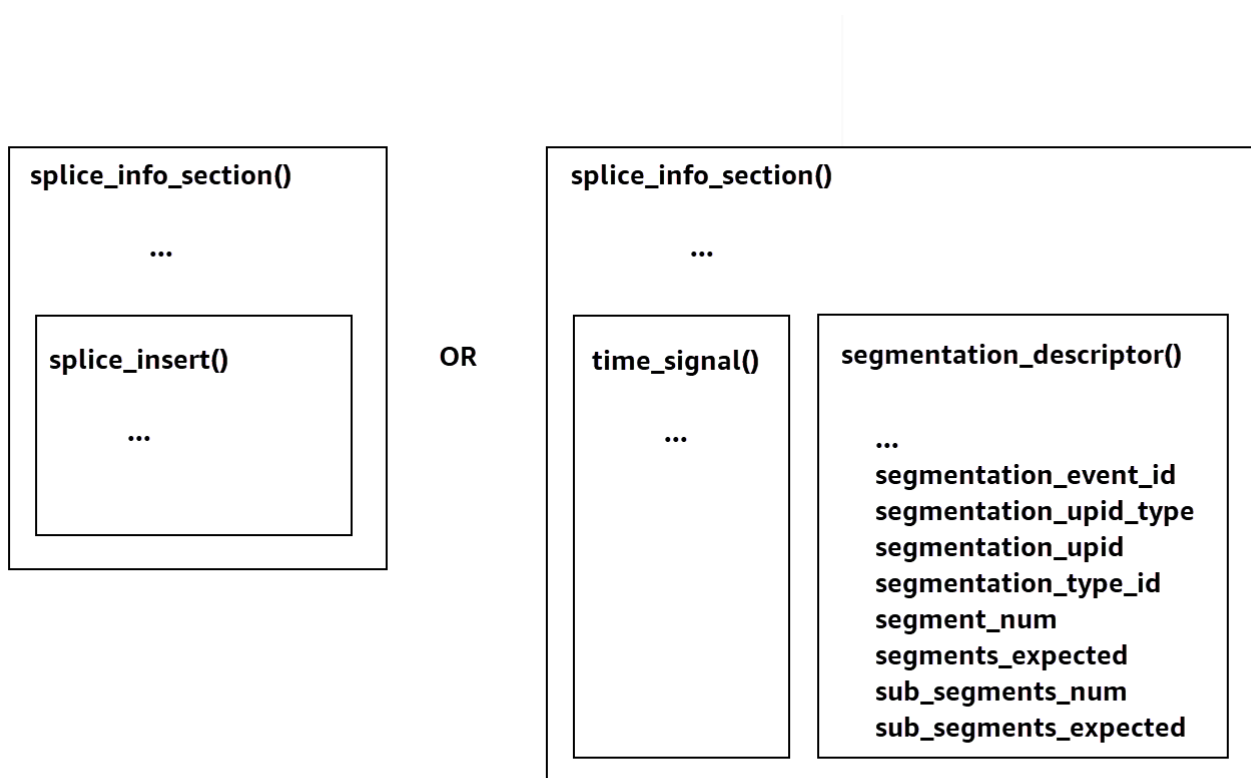 splice_info_section()
...
splice_insert()
...
OR
splice_info_section()
...
time_signal()
...
segmentation_descriptor()
...
segmentation_event_id
segmentation_upid_type
segmentation_upid
segmentation_type_id
segment_num
segments_expected
sub_segments_num
sub_segments_expected